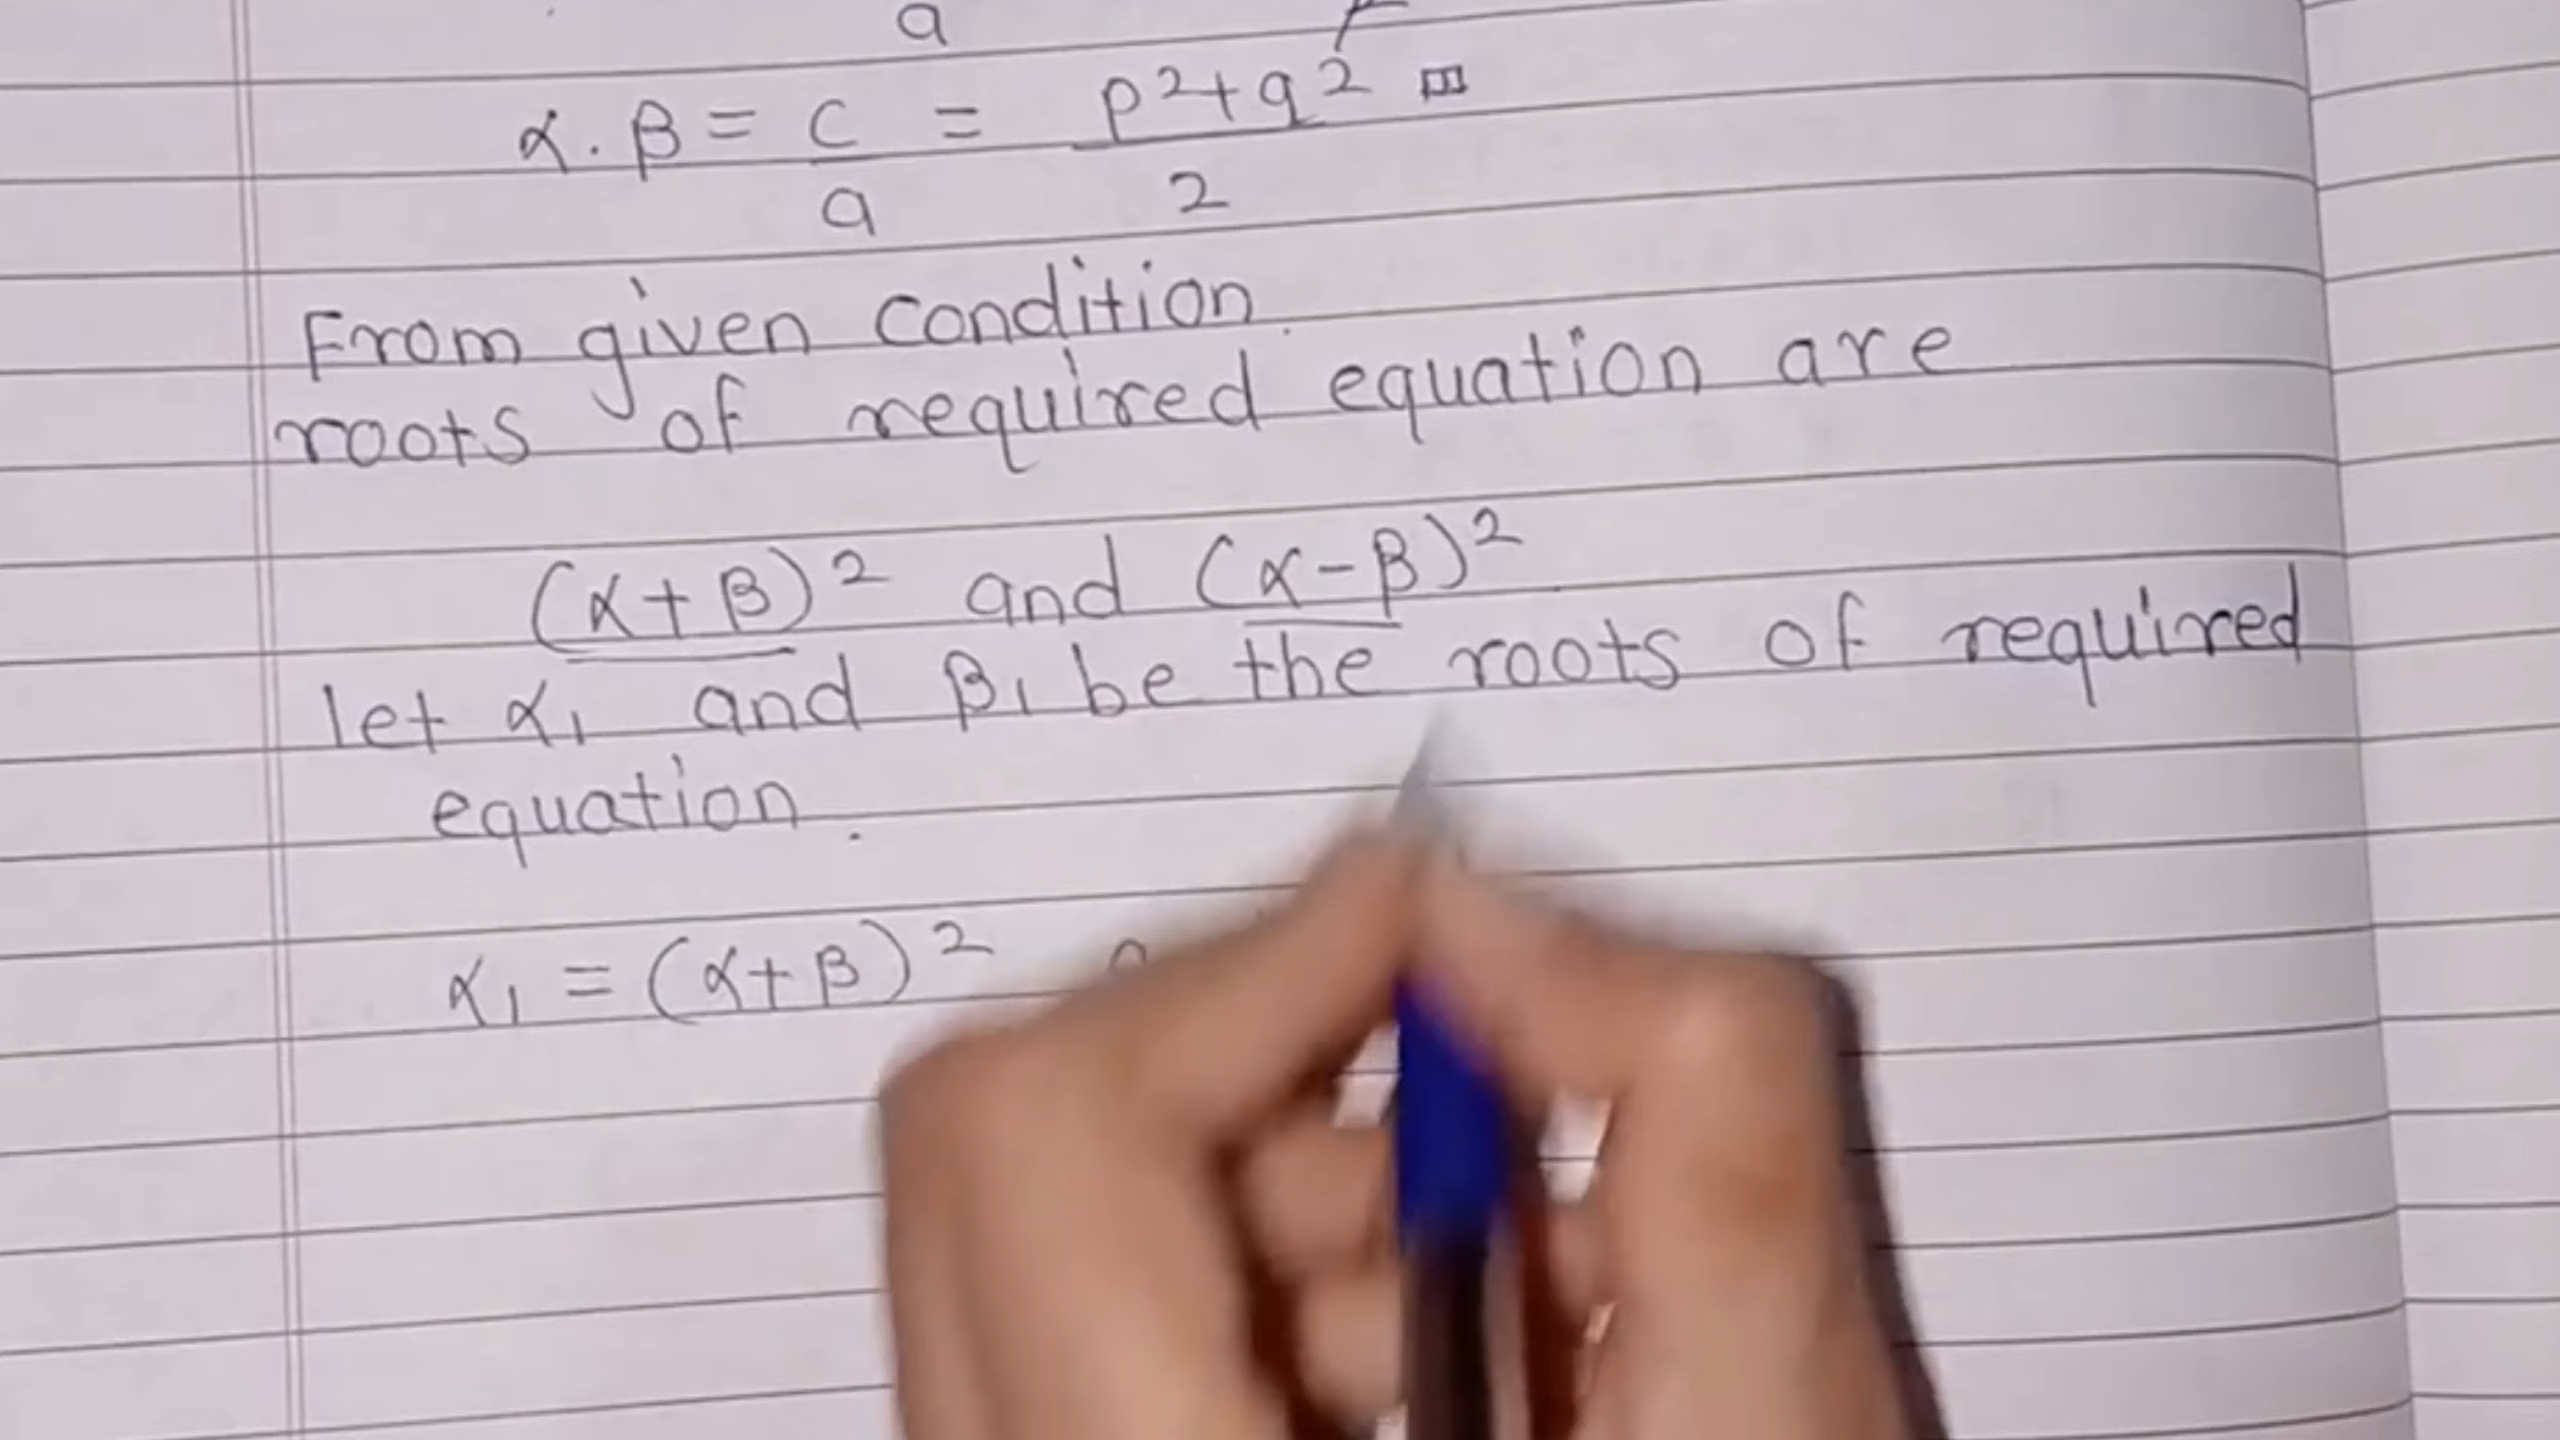 a
α . β = c/a = p²+q²/2
From given condition
roots of required equation are
(α+β)² and (α-β)²
let α₁ and β₁ be the roots of required
equation .
α₁ = (α+β)²